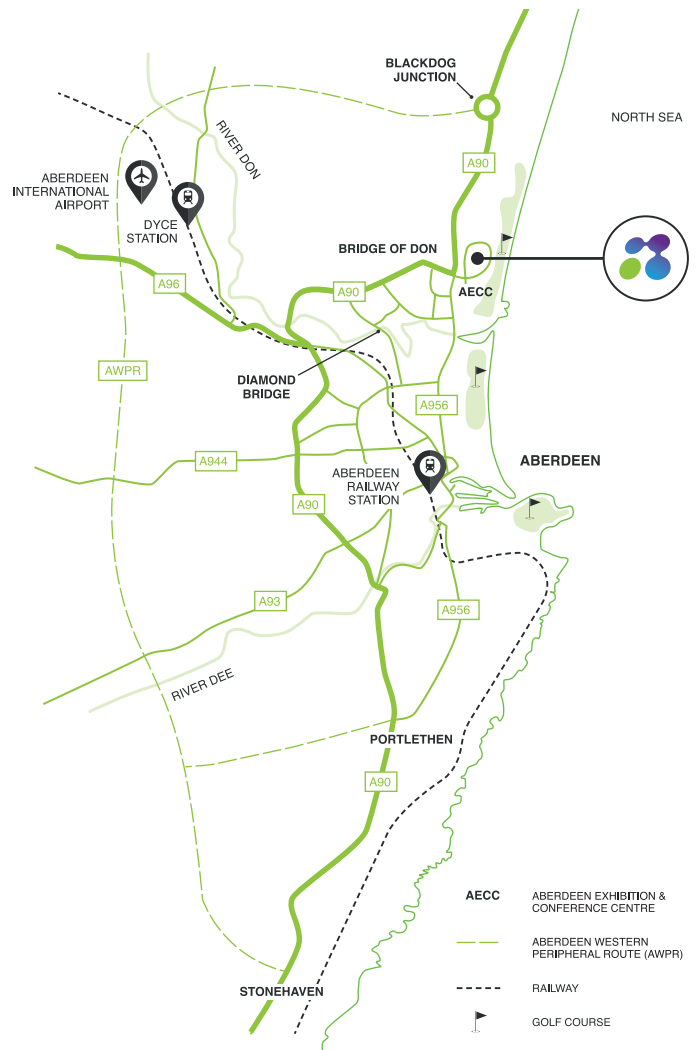 BLACKDOG
JUNCTION
NORTH SEA
A90
RIVER DON
ABERDEEN
INTERNATIONAL
AIRPORT
DYCE
STATION
BRIDGE OF DON
A96
A90
AECC
AWPR
DIAMOND
BRIDGE
A956
A944
ABERDEEN
RAILWAY
STATION
ABERDEEN
A90
A93
A956
RIVER DEE
PORTLETHEN
A90
STONEHAVEN
AECC
ABERDEEN EXHIBITION &
CONFERENCE CENTRE
ABERDEEN WESTERN
PERIPHERAL ROUTE (AWPR)
RAILWAY
GOLF COURSE